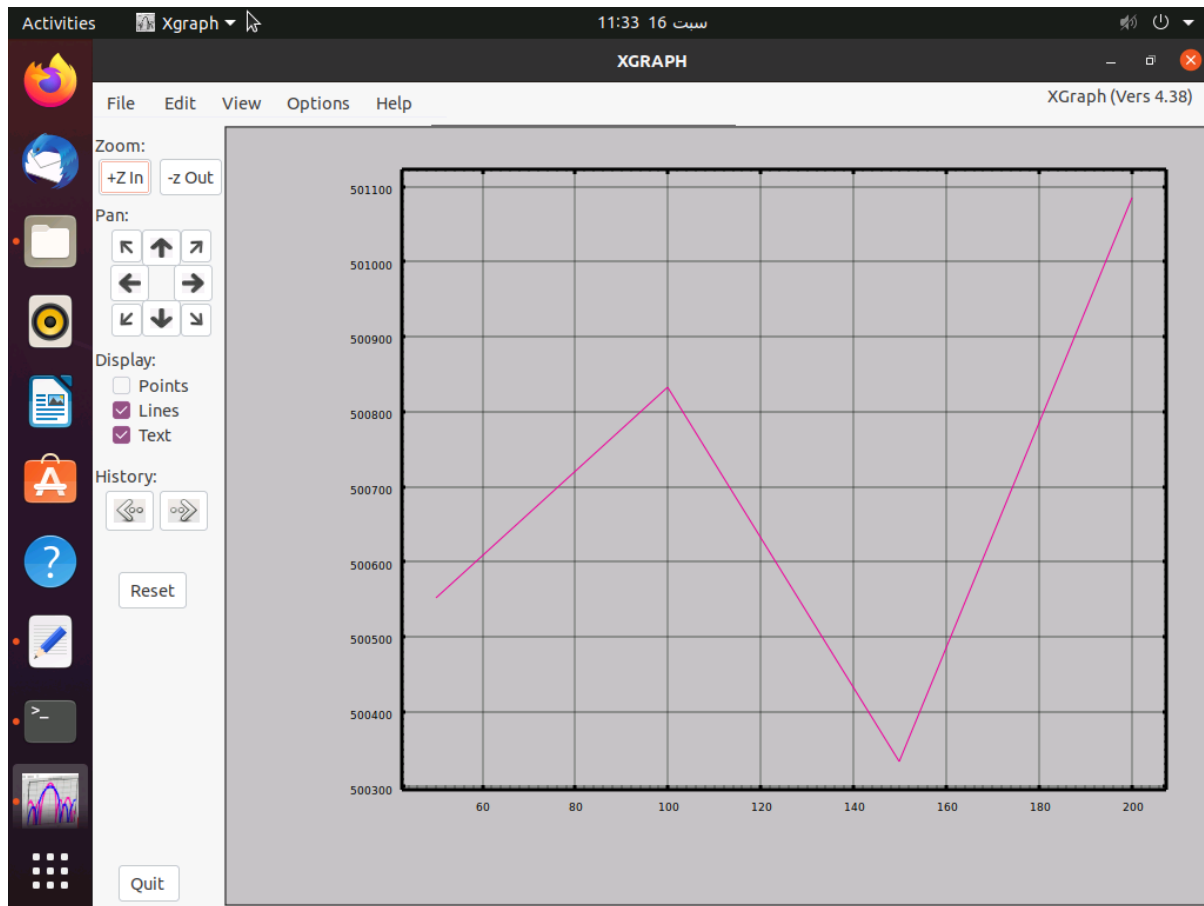 Activities Xgraph سبت 16 11:33
XGRAPH
File Edit View Options Help XGraph (Vers 4.38)
Zoom:
+Z In -z Out
Pan:
Display:
Points
Lines
Text
History:
Reset
Quit
501100
501000
500900
500800
500700
500600
500500
500400
500300
60 80 100 120 140 160 180 200